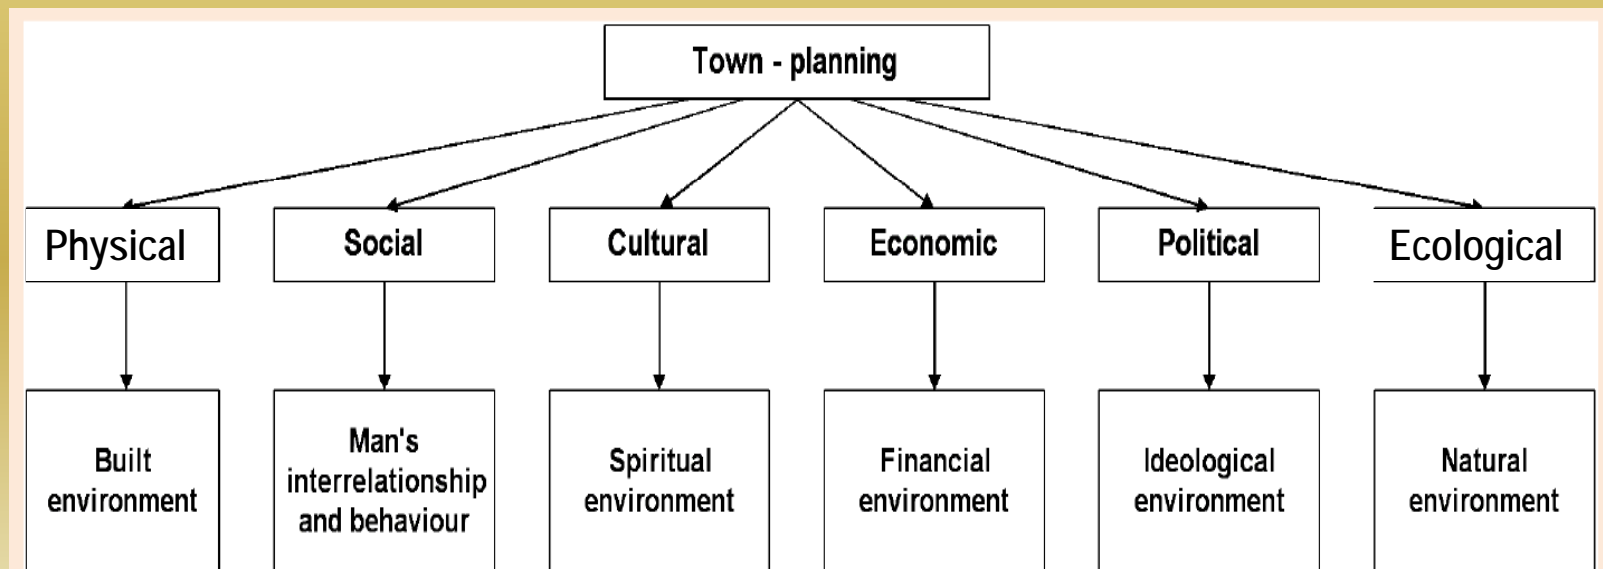 Town - planning
Physical
Social
Cultural
Economic
Political
Ecological
Built
environment
Man's
interrelationship
and behaviour
Spiritual
environment
Financial
environment
Ideological
environment
Natural
environment